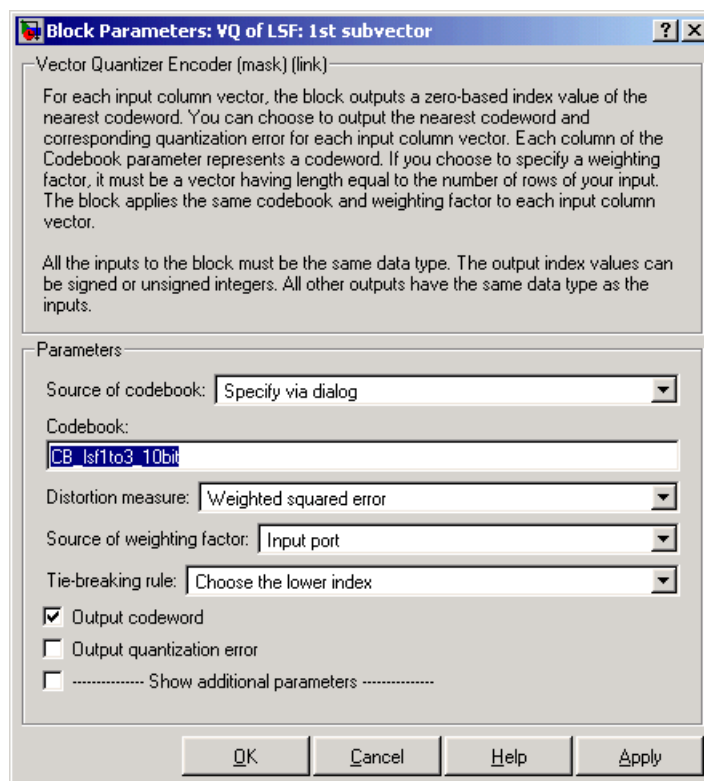 Block Parameters: VQ of LSF: 1st subvector
Vector Quantizer Encoder (mask) (link)
For each input column vector, the block outputs a zero-based index value of the
nearest codeword. You can choose to output the nearest codeword and
corresponding quantization error for each input column vector. Each column of the
Codebook parameter represents a codeword. If you choose to specify a weighting
factor, it must be a vector having length equal to the number of rows of your input.
The block applies the same codebook and weighting factor to each input column
vector.
All the inputs to the block must be the same data type. The output index values can
be signed or unsigned integers. All other outputs have the same data type as the
inputs.
Parameters
Source of codebook: Specify via dialog
Codebook:
CB_lsf1to3_10bit
Distortion measure: Weighted squared error
Source of weighting factor: Input port
Tie-breaking rule: Choose the lower index
Output codeword
Output quantization error
-------------- Show additional parameters --------------
OK Cancel Help Apply